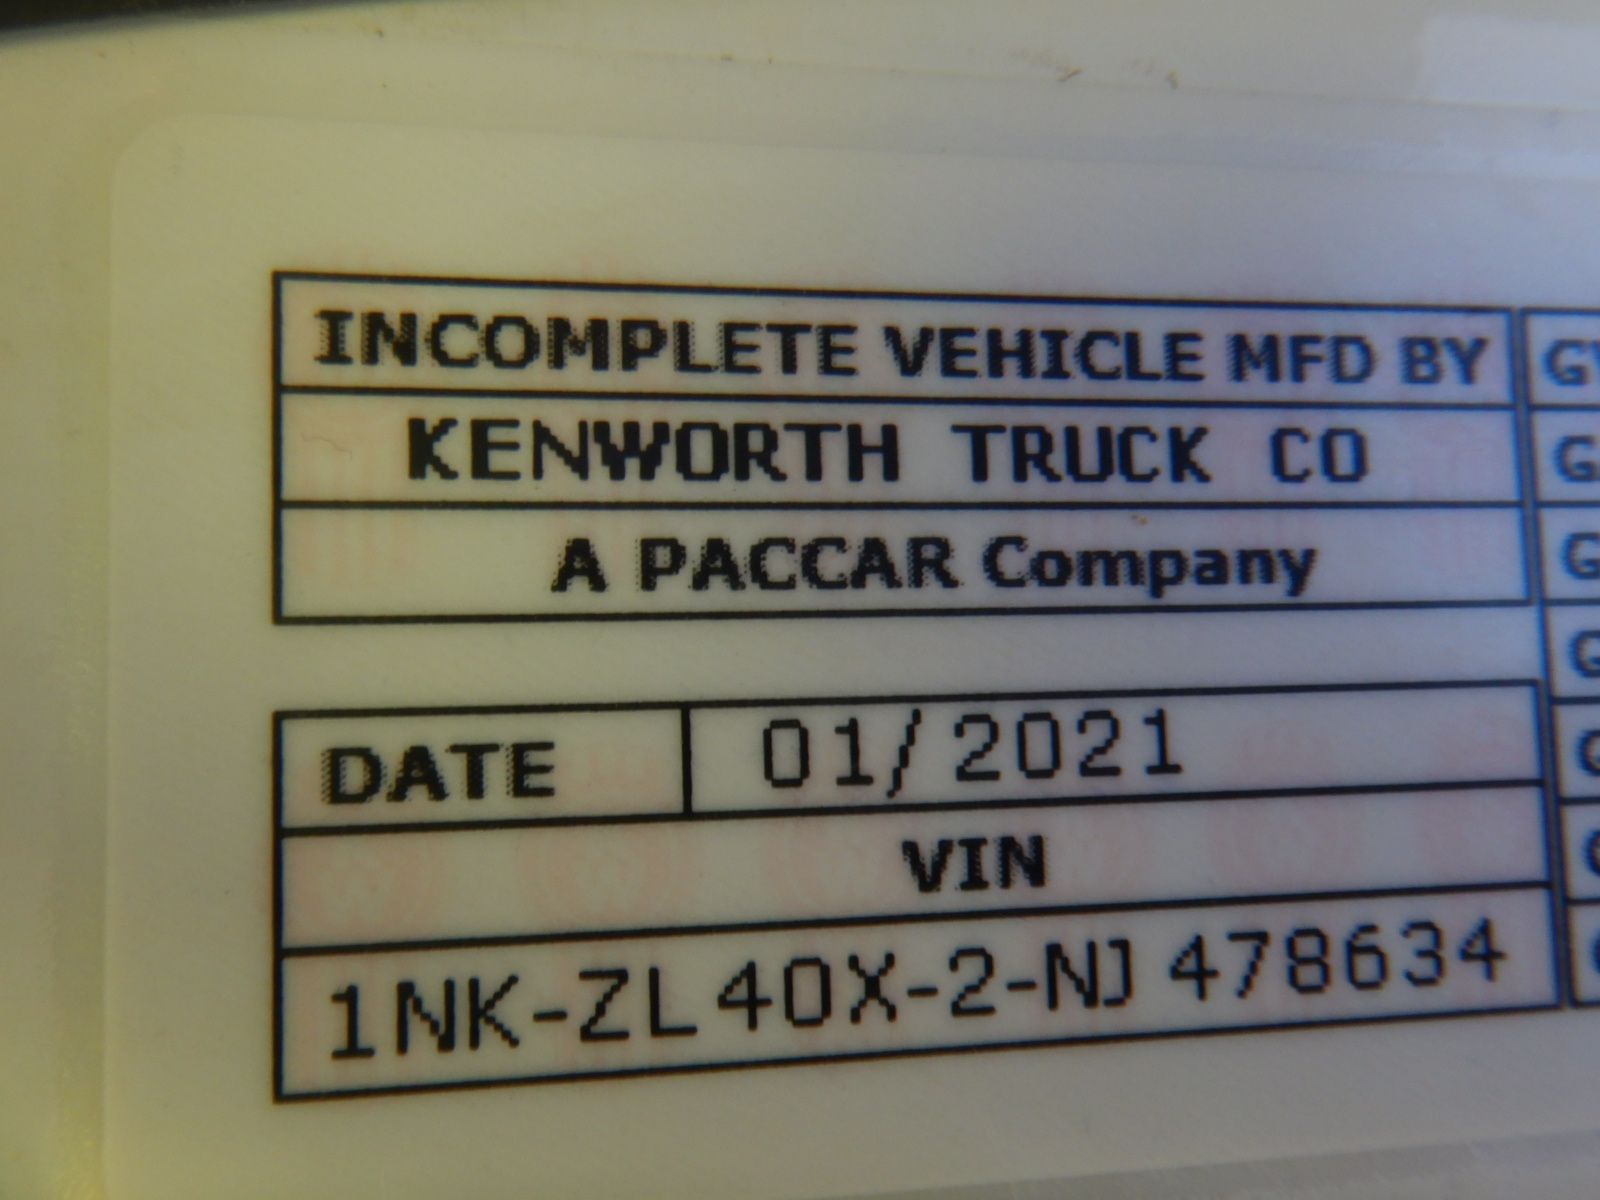 INCOMPLETE VEHICLE MFD BY
KENWORTH TRUCK CO
A PACCAR Company
DATE 01/2021
VIN
1NK-ZL40X-2-NJ478634